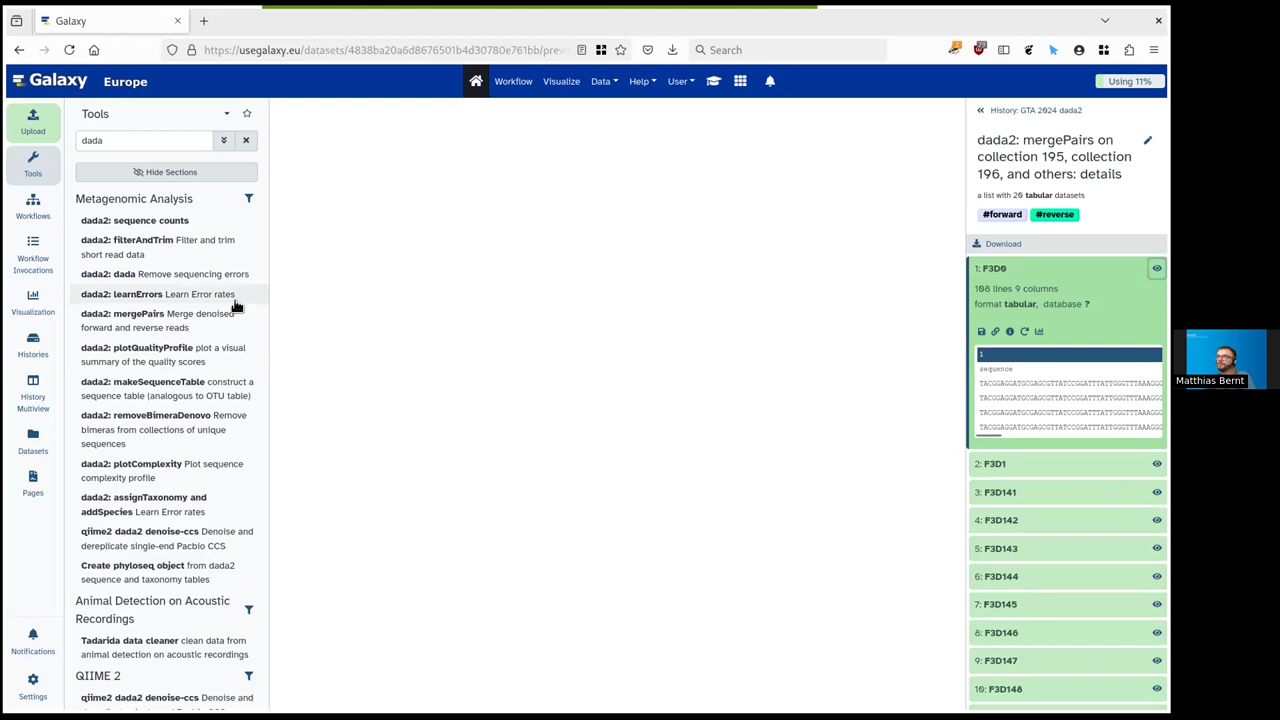 Galaxy
https://usegalaxy.eu/datasets/4838ba20a6d8676501b4d30780e761bb/prev
Search
Galaxy Europe
Workflow Visualize Data Help User
Using 11%
Upload
Tools
Workflows
Workflow
Invocations
Visualization
Histories
History
Multiview
Datasets
Pages
Notifications
Settings
Tools
dada
Hide Sections
Metagenomic Analysis
dada2: sequence counts
dada2: filterAndTrim Filter and trim
short read data
dada2: dada Remove sequencing errors
dada2: learnErrors Learn Error rates
dada2: mergePairs Merge denoised
forward and reverse reads
dada2: plotQualityProfile plot a visual
summary of the quality scores
dada2: makeSequenceTable construct a
sequence table (analogous to OTU table)
dada2: removeBimeraDenovo Remove
bimeras from collections of unique
sequences
dada2: plotComplexity Plot sequence
complexity profile
dada2: assignTaxonomy and
addSpecies Learn Error rates
qiime2 dada2 denoise-ccs Denoise and
dereplicate single-end Pacbio CCS
Create phyloseq object from dada2
sequence and taxonomy tables
Animal Detection on Acoustic
Recordings
Tadarida data cleaner clean data from
animal detection on acoustic recordings
QIIME 2
qiime2 dada2 denoise-ccs Denoise and
History: GTA 2024 dada2
dada2: mergePairs on
collection 195, collection
196, and others: details
a list with 20 tabular datasets
#forward #reverse
Download
1: F3D0
108 lines 9 columns
format tabular, database ?
1
sequence
TACGGAGGATGCGAGCGTTATCCGGATTTATTGGGTTTAAAGGG
TACGGAGGATGCGAGCGTTATCCGGATTTATTGGGTTTAAAGGG
TACGGAGGATGCGAGCGTTATCCGGATTTATTGGGTTTAAAGGG
TACGGAGGATGCGAGCGTTATCCGGATTTATTGGGTTTAAAGGG
2: F3D1
3: F3D141
4: F3D142
5: F3D143
6: F3D144
7: F3D145
8: F3D146
9: F3D147
10: F3D148
Matthias Bernt